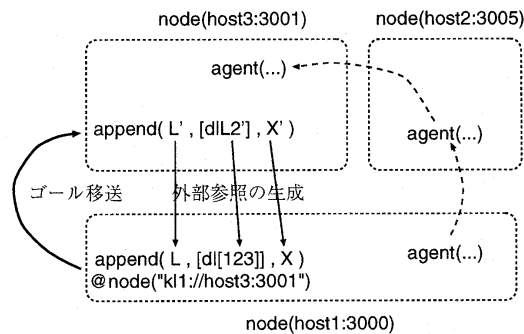 node(host3:3001)
node(host2:3005)
agent(...)
append( L' , [d|L2'] , X' )
agent(...)
ゴール移送
外部参照の生成
append( L , [d|[123]] , X )
@node("kl1://host3:3001")
agent(...)
node(host1:3000)